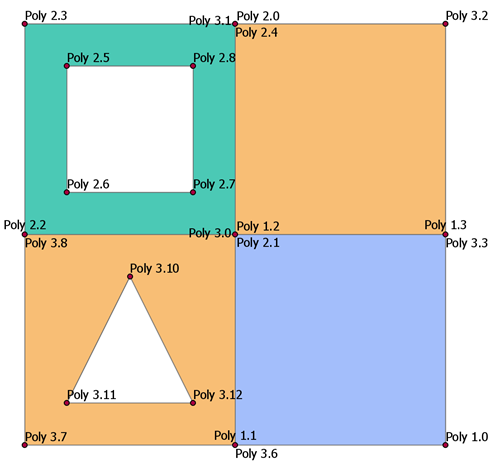 Poly 2.3
Poly 3.1
Poly 2.0
Poly 3.2
Poly 2.4
Poly 2.5
Poly 2.8
Poly 2.6
Poly 2.7
Poly 2.2
Poly 3.0
Poly 1.2
Poly 1.3
Poly 3.8
Poly 2.1
Poly 3.3
Poly 3.10
Poly 3.11
Poly 3.12
Poly 3.7
Poly 1.1
Poly 1.0
Poly 3.6